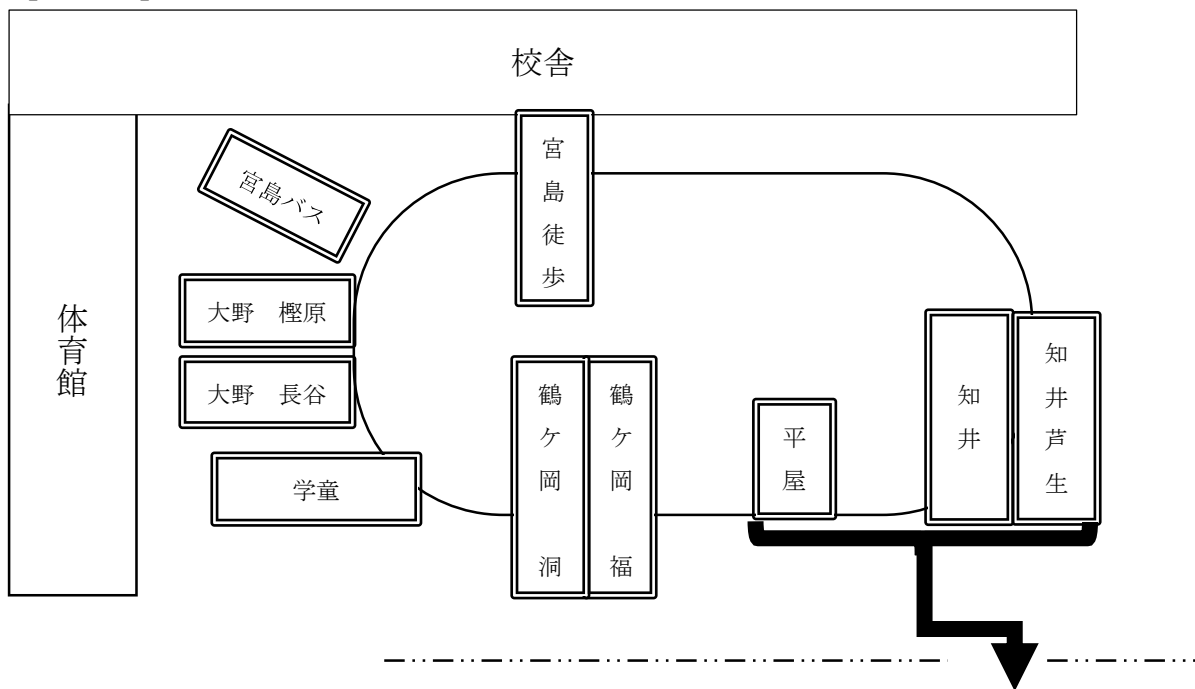 校舎
宮島徒歩
宮島バス
大野　樫原
体育館
大野　長谷
学童
鶴ケ岡　洞
鶴ケ岡　福
平屋
知井
知井芦生